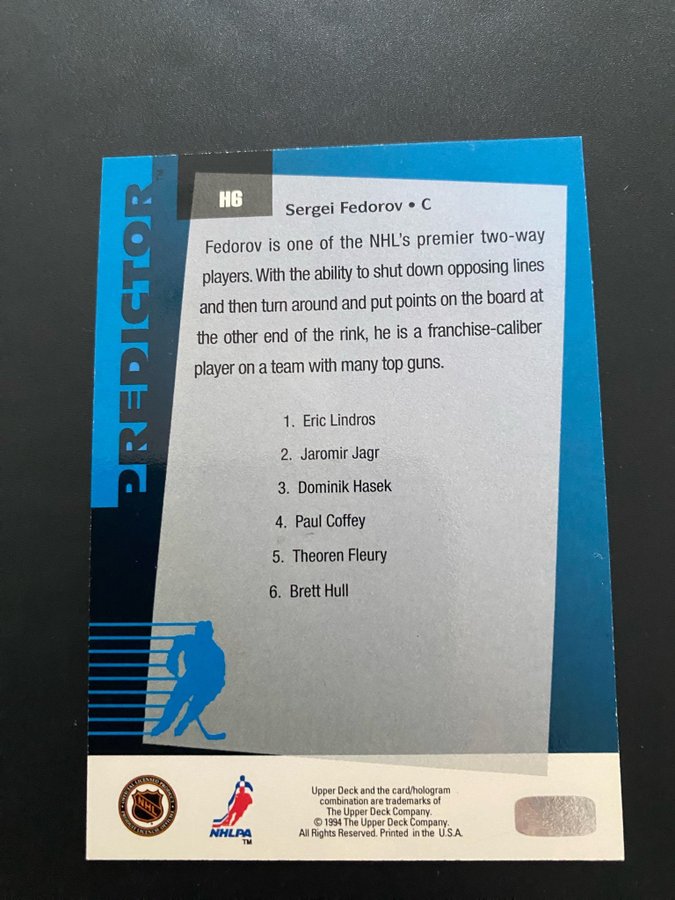 PREDICTOR™
H6
Sergei Fedorov • C
Fedorov is one of the NHL's premier two-way
players. With the ability to shut down opposing lines
and then turn around and put points on the board at
the other end of the rink, he is a franchise-caliber
player on a team with many top guns.
1. Eric Lindros
2. Jaromir Jagr
3. Dominik Hasek
4. Paul Coffey
5. Theoren Fleury
6. Brett Hull
NHL
NHLPA
TM
Upper Deck and the card/hologram
combination are trademarks of
The Upper Deck Company.
© 1994 The Upper Deck Company.
All Rights Reserved. Printed in the U.S.A.